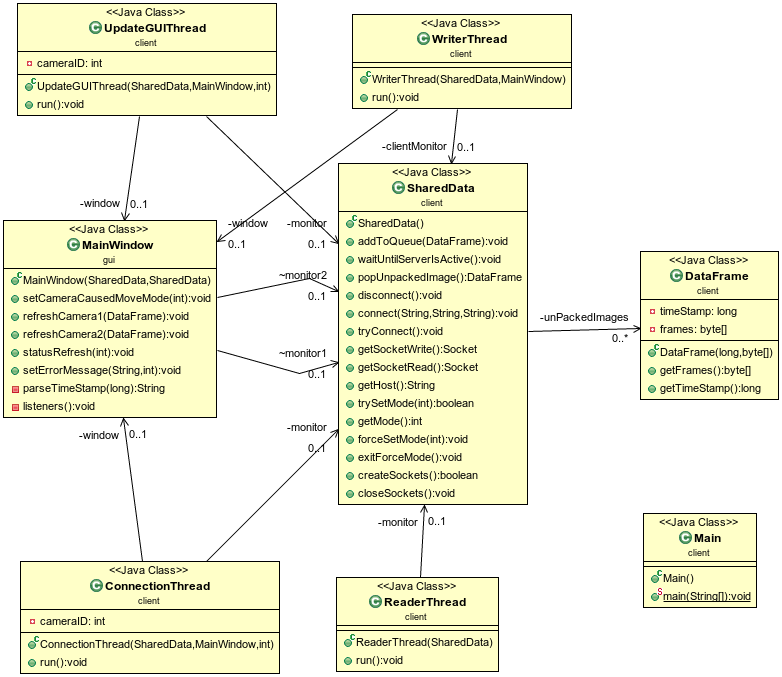 <<Java Class>>
UpdateGUIThread
client
cameraID: int
UpdateGUIThread(SharedData,MainWindow,int)
run():void
<<Java Class>>
WriterThread
client
WriterThread(SharedData,MainWindow)
run():void
-clientMonitor
0..1
-window
0..1
-window
0..1
-monitor
0..1
<<Java Class>>
MainWindow
gui
MainWindow(SharedData,SharedData)
setCameraCausedMoveMode(int):void
refreshCamera1(DataFrame):void
refreshCamera2(DataFrame):void
statusRefresh(int):void
setErrorMessage(String,int):void
parseTimeStamp(long):String
listeners():void
~monitor2
0..1
~monitor1
0..1
<<Java Class>>
SharedData
client
SharedData()
addToQueue(DataFrame):void
waitUntilServerIsActive():void
popUnpackedImage():DataFrame
disconnect():void
connect(String,String,String):void
tryConnect():void
getSocketWrite():Socket
getSocketRead():Socket
getHost():String
trySetMode(int):boolean
getMode():int
forceSetMode(int):void
exitForceMode():void
createSockets():boolean
closeSockets():void
-unPackedImages
0..*
<<Java Class>>
DataFrame
client
timeStamp: long
frames: byte[]
DataFrame(long,byte[])
getFrames():byte[]
getTimeStamp():long
-window
0..1
-monitor
0..1
-monitor
0..1
<<Java Class>>
ConnectionThread
client
cameraID: int
ConnectionThread(SharedData,MainWindow,int)
run():void
<<Java Class>>
ReaderThread
client
ReaderThread(SharedData)
run():void
<<Java Class>>
Main
client
Main()
main(String[]):void